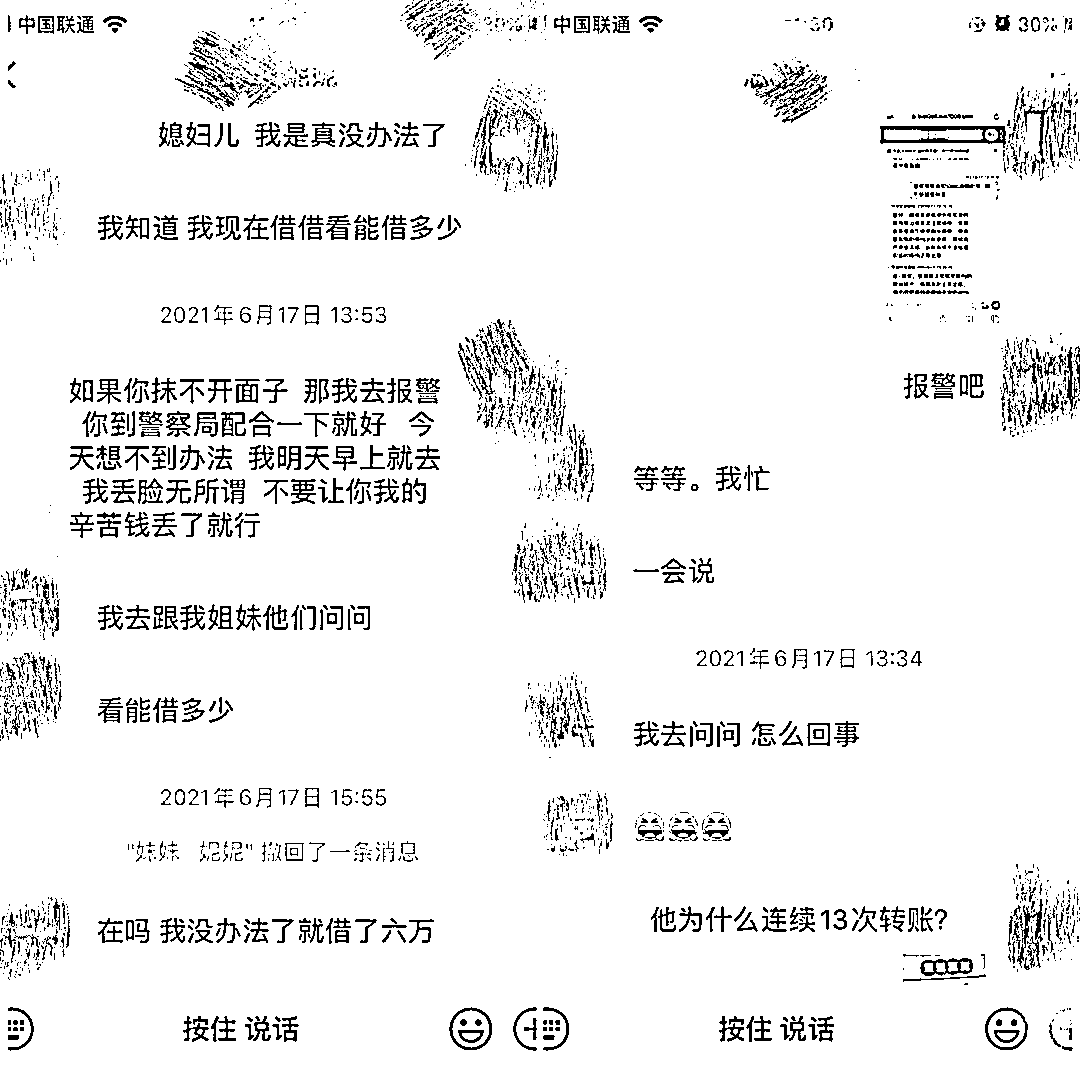 中国联通
媳妇儿 我是真没办法了
我知道 我现在借借看能借多少
2021年6月17日 13:53
如果你抹不开面子 那我去报警
你到警察局配合一下就好 今
天想不到办法 我明天早上就去
我丢脸无所谓 不要让你我的
辛苦钱丢了就行
我去跟我姐妹他们问问
看能借多少
2021年6月17日 15:55
"妹妹 妮妮" 撤回了一条消息
在吗 我没办法了就借了六万
按住 说话
中国联通
30%
报警吧
等等。我忙
一会说
2021年6月17日 13:34
我去问问 怎么回事
他为什么连续13次转账?
按住 说话